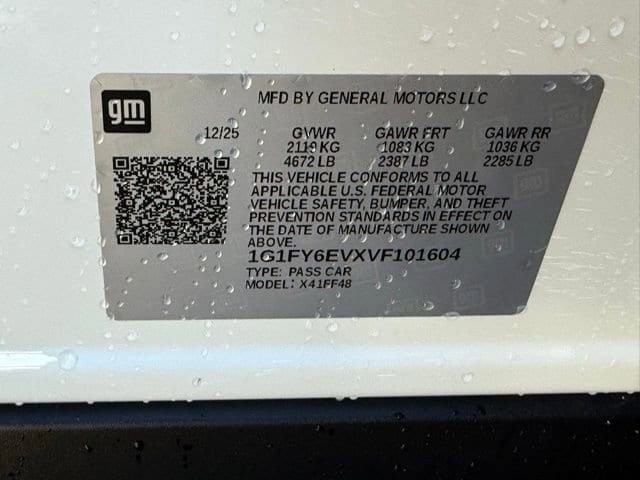 gm
MFD BY GENERAL MOTORS LLC
12/25 GVWR GAWR FRT GAWR RR
2119 KG 1083 KG 1036 KG
4672 LB 2387 LB 2285 LB
THIS VEHICLE CONFORMS TO ALL
APPLICABLE U.S. FEDERAL MOTOR
VEHICLE SAFETY, BUMPER, AND THEFT
PREVENTION STANDARDS IN EFFECT ON
THE DATE OF MANUFACTURE SHOWN
ABOVE.
1G1FY6EVXVF101604
TYPE: PASS CAR
MODEL: X41FF48